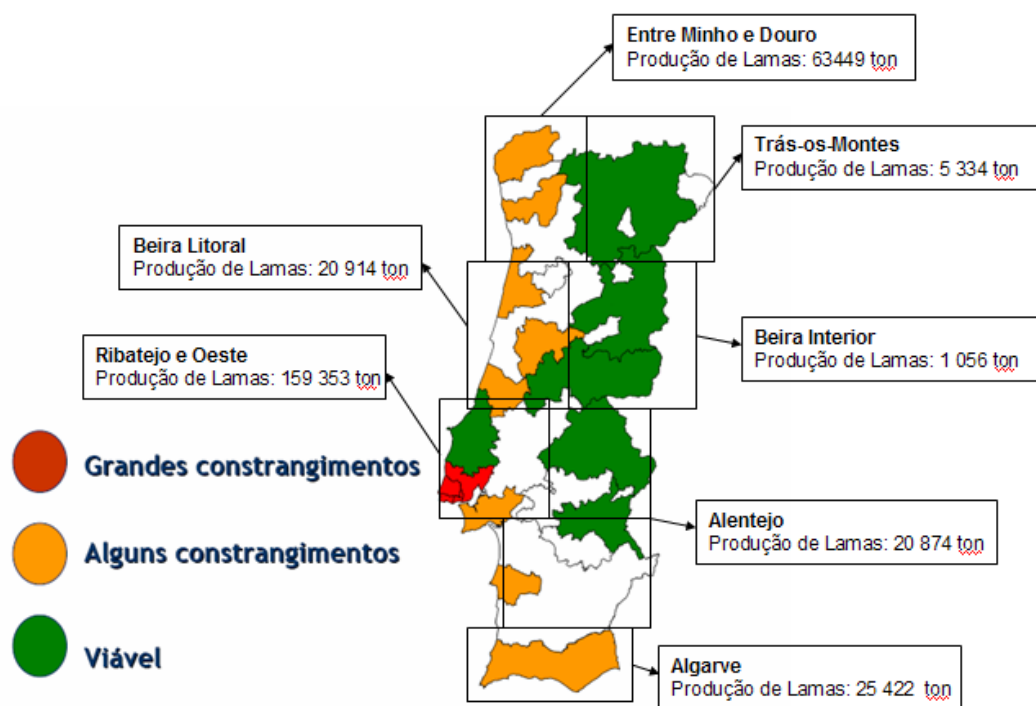 Entre Minho e Douro
Produção de Lamas: 63449 ton
Trás-os-Montes
Produção de Lamas: 5 334 ton
Beira Litoral
Produção de Lamas: 20 914 ton
Beira Interior
Produção de Lamas: 1 056 ton
Ribatejo e Oeste
Produção de Lamas: 159 353 ton
Grandes constrangimentos
Alguns constrangimentos
Viável
Alentejo
Produção de Lamas: 20 874 ton
Algarve
Produção de Lamas: 25 422 ton